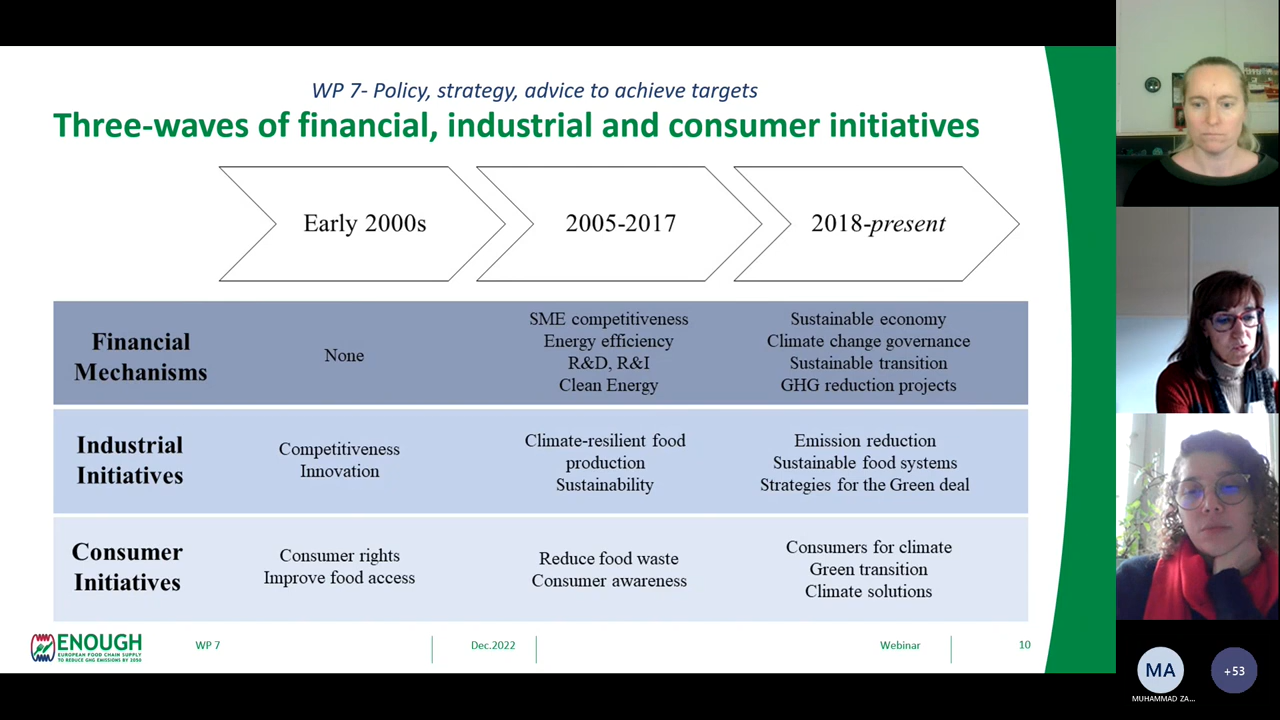 WP 7- Policy, strategy, advice to achieve targets
Three-waves of financial, industrial and consumer initiatives
Early 2000s
2005-2017
2018-present
Financial
Mechanisms
None
SME competitiveness
Energy efficiency
R&D, R&I
Clean Energy
Sustainable economy
Climate change governance
Sustainable transition
GHG reduction projects
Industrial
Initiatives
Competitiveness
Innovation
Climate-resilient food
production
Sustainability
Emission reduction
Sustainable food systems
Strategies for the Green deal
Consumer
Initiatives
Consumer rights
Improve food access
Reduce food waste
Consumer awareness
Consumers for climate
Green transition
Climate solutions
ENOUGH
EUROPEAN FOOD CHAIN SUPPLY
TO REDUCE GHG EMISSIONS BY 2050
WP 7
Dec.2022
Webinar
10
MA
MUHAMMAD ZA...
+53